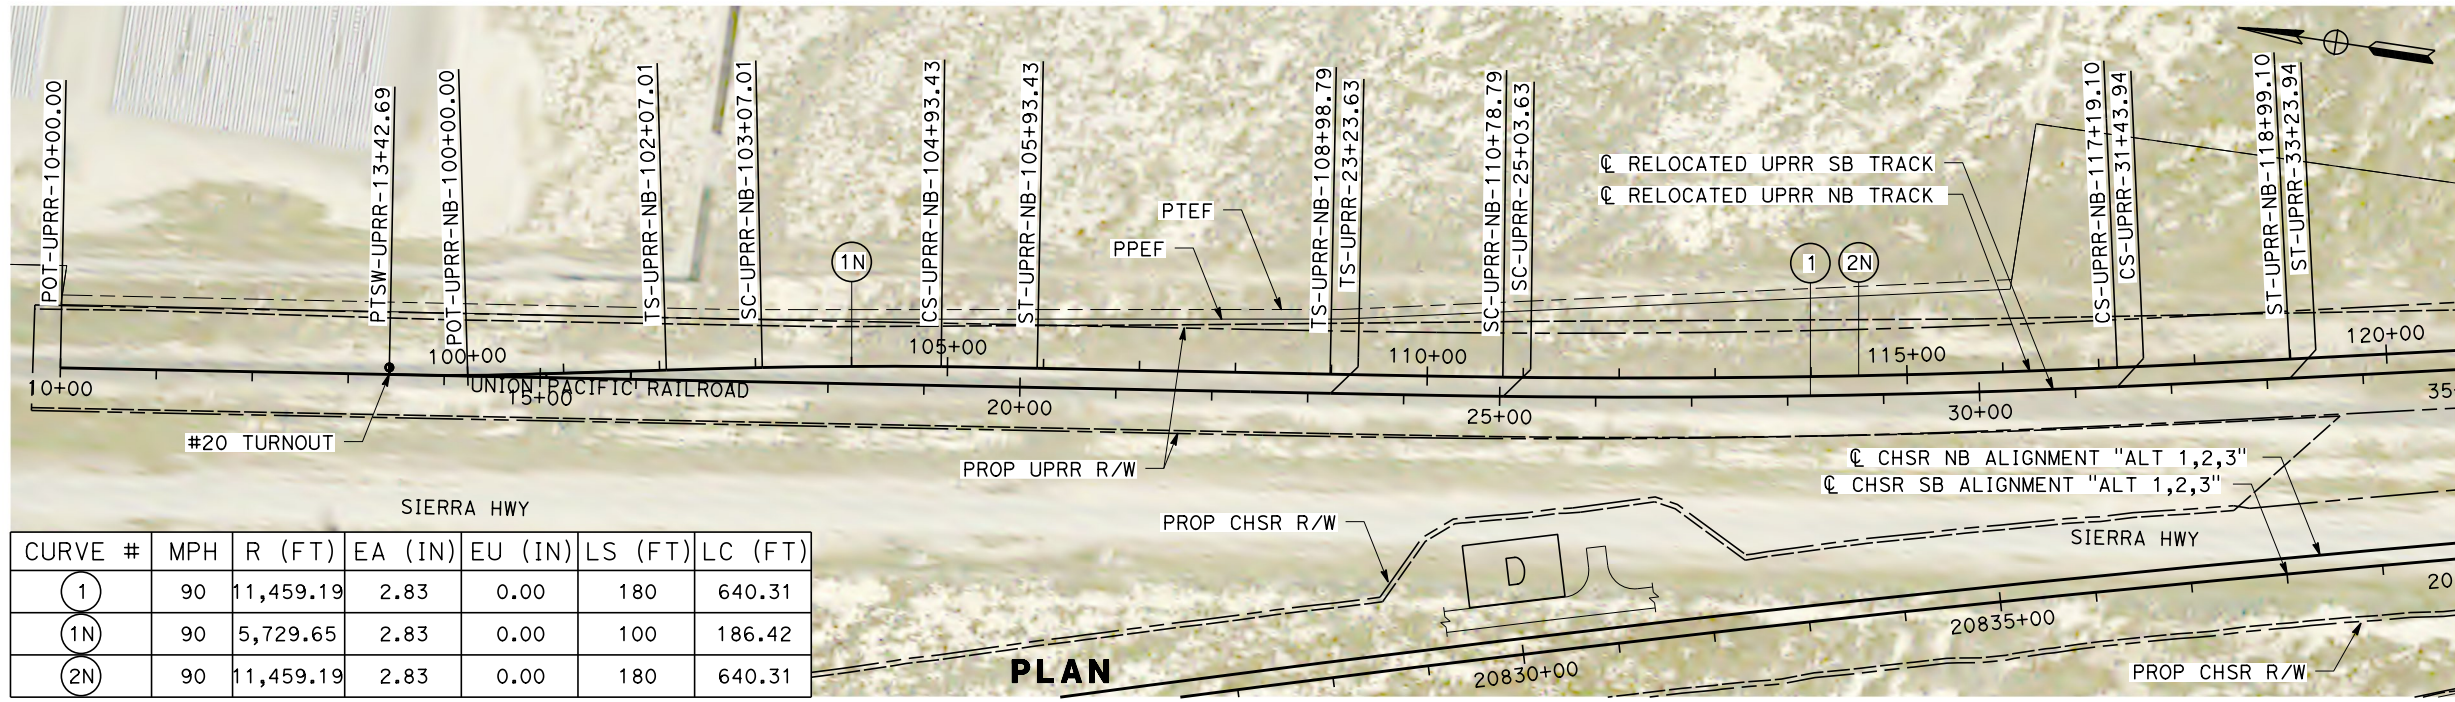 POT-UPRR-10+00.00
PTSW-UPRR-13+42.69
POT-UPRR-NB-100+00.00
TS-UPRR-NB-102+07.01
SC-UPRR-NB-103+07.01
CS-UPRR-NB-104+93.43
ST-UPRR-NB-105+93.43
TS-UPRR-NB-108+98.79
TS-UPRR-23+23.63
SC-UPRR-NB-110+78.79
SC-UPRR-25+03.63
CS-UPRR-NB-117+19.10
CS-UPRR-31+43.94
ST-UPRR-NB-118+99.10
ST-UPRR-33+23.94
℄ RELOCATED UPRR SB TRACK
℄ RELOCATED UPRR NB TRACK
PTEF
PPEF
1N
1
2N
100+00
105+00
110+00
115+00
120+00
10+00
UNION PACIFIC RAILROAD
15+00
20+00
25+00
30+00
35
#20 TURNOUT
PROP UPRR R/W
℄ CHSR NB ALIGNMENT "ALT 1,2,3"
℄ CHSR SB ALIGNMENT "ALT 1,2,3"
SIERRA HWY
PROP CHSR R/W
SIERRA HWY
D
CURVE # MPH R (FT) EA (IN) EU (IN) LS (FT) LC (FT)
1 90 11,459.19 2.83 0.00 180 640.31
1N 90 5,729.65 2.83 0.00 100 186.42
2N 90 11,459.19 2.83 0.00 180 640.31
PLAN
20830+00
20835+00
20
PROP CHSR R/W